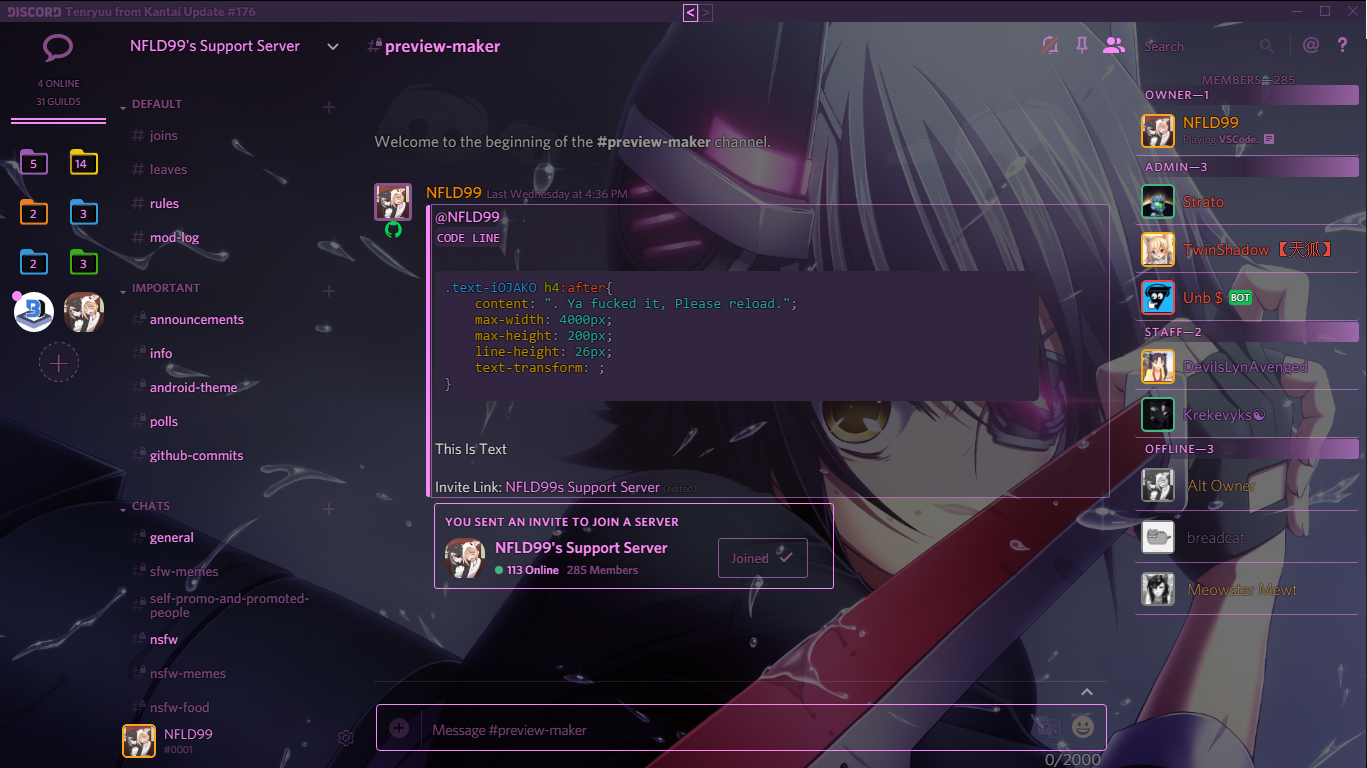 DISCORD Tenryuu from Kantai Update #176
< >
4 ONLINE
31 GUILDS
5
14
2
3
2
3
NFLD99's Support Server
DEFAULT
# joins
# leaves
# rules
# mod-log
IMPORTANT
# announcements
# info
# android-theme
# polls
# github-commits
CHATS
# general
# sfw-memes
# self-promo-and-promoted-
people
# nsfw
# nsfw-memes
# nsfw-food
NFLD99
#0001
# preview-maker
Search
@ ?
Welcome to the beginning of the #preview-maker channel.
NFLD99 Last Wednesday at 4:36 PM
@NFLD99
CODE LINE
.text-iOJAKO h4:after{
content: ". Ya fucked it, Please reload.";
max-width: 4000px;
max-height: 200px;
line-height: 26px;
text-transform: ;
}
This Is Text
Invite Link: NFLD99s Support Server (edited)
YOU SENT AN INVITE TO JOIN A SERVER
NFLD99's Support Server
113 Online 285 Members
Joined
Message #preview-maker
0/2000
MEMBERS—285
OWNER—1
NFLD99
Playing VSCode.
ADMIN—3
Strato
TwinShadow 【天狐】
Unb $ BOT
STAFF—2
DevilsLynAvenged
Krekevyks☯
OFFLINE—3
Alt Owner
breadcat
Meowster Mewt